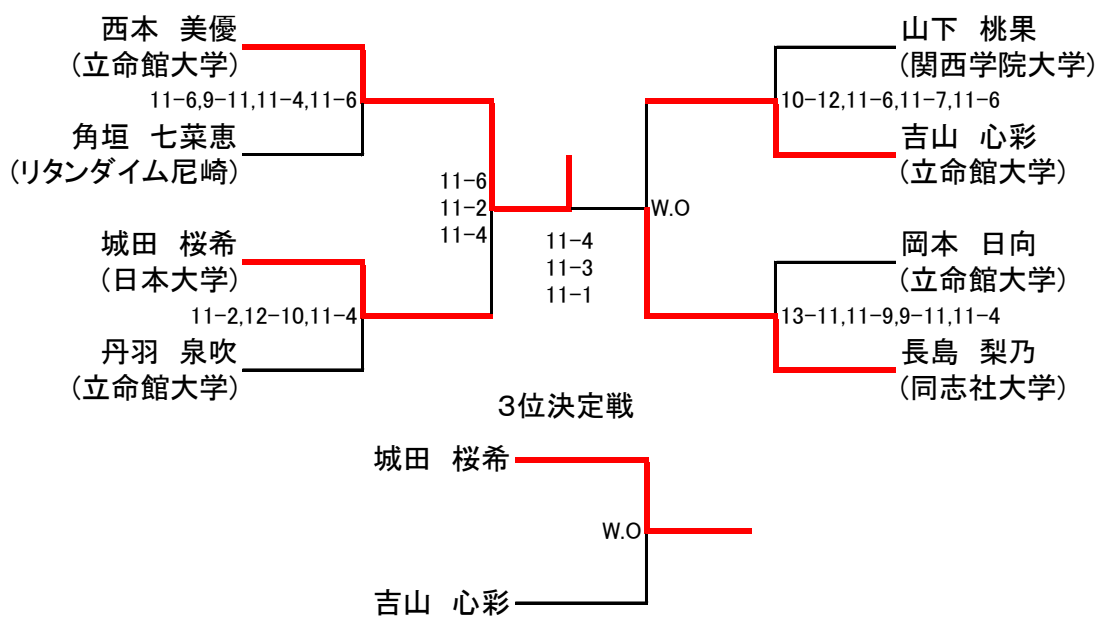 西本　美優
(立命館大学)
11-6,9-11,11-4,11-6
角垣　七菜恵
(リタンダイム尼崎)
11-6
11-2
11-4
城田　桜希
(日本大学)
11-2,12-10,11-4
丹羽　泉吹
(立命館大学)
11-4
11-3
11-1
山下　桃果
(関西学院大学)
10-12,11-6,11-7,11-6
吉山　心彩
(立命館大学)
W.O
岡本　日向
(立命館大学)
13-11,11-9,9-11,11-4
長島　梨乃
(同志社大学)
3位決定戦
城田　桜希
W.O
吉山　心彩